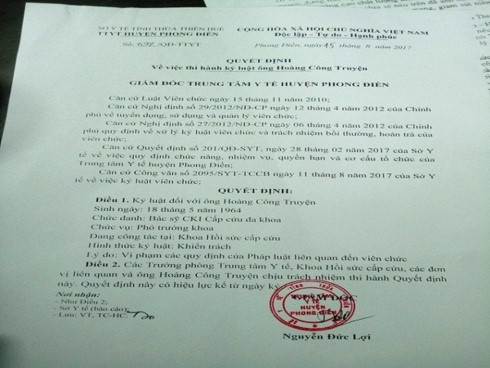 SỞ Y TẾ TỈNH THỪA THIÊN HUẾ
TTYT HUYỆN PHONG ĐIỀN
Số: /QĐ-TTYT
CỘNG HÒA XÃ HỘI CHỦ NGHĨA VIỆT NAM
Độc lập - Tự do - Hạnh phúc
Phong Điền, ngày 15 tháng 8 năm 2017
QUYẾT ĐỊNH
Về việc thi hành kỷ luật ông Hoàng Công Truyện
GIÁM ĐỐC TRUNG TÂM Y TẾ HUYỆN PHONG ĐIỀN
Căn cứ Luật Viên chức ngày 15 tháng 11 năm 2010;
Căn cứ Nghị định số 29/2012/NĐ-CP ngày 12 tháng 4 năm 2012 của Chính
phủ về tuyển dụng, sử dụng và quản lý viên chức;
Căn cứ Nghị định số 27/2012/NĐ-CP ngày 06 tháng 4 năm 2012 của Chính
phủ quy định về xử lý kỷ luật viên chức và trách nhiệm bồi thường, hoàn trả của
viên chức;
Căn cứ Quyết định số 201/QĐ-SYT, ngày 28 tháng 02 năm 2017 của Sở Y
tế về việc quy định chức năng, nhiệm vụ, quyền hạn và cơ cấu tổ chức của
Trung tâm Y tế huyện Phong Điền;
Căn cứ Công văn số 2095/SYT-TCCB ngày 11 tháng 8 năm 2017 của Sở Y
tế về việc kỷ luật viên chức;
QUYẾT ĐỊNH:
Điều 1. Kỷ luật đối với ông Hoàng Công Truyện
Sinh ngày: 18 tháng 5 năm 1964
Chức danh: Bác sỹ CKI Cấp cứu đa khoa
Chức vụ: Phó trưởng khoa
Đang công tác tại: Khoa Hồi sức cấp cứu
Hình thức kỷ luật: Khiển trách
Lý do: Vi phạm các quy định của Pháp luật liên quan đến viên chức
Điều 2. Các Trưởng phòng Trung tâm Y tế, Khoa Hồi sức cấp cứu, các đơn
vị liên quan và ông Hoàng Công Truyện chịu trách nhiệm thi hành Quyết định
này. Quyết định này có hiệu lực kể từ ngày ký.
Nơi nhận:
- Như Điều 2;
- Sở Y tế (báo cáo);
- Lưu: VT, TC-HC.
GIÁM ĐỐC
Y TẾ
HUYỆN
PHONG ĐIỀN
Nguyễn Đức Lợi